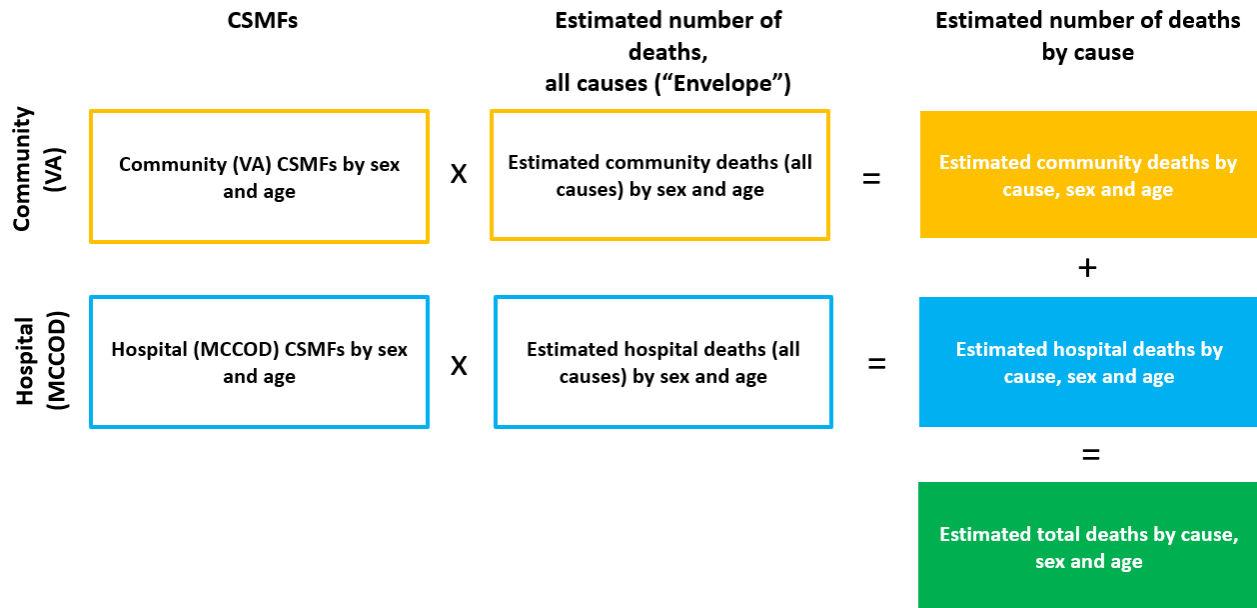 CSMFs
Estimated number of
deaths,
all causes (“Envelope”)
Estimated number of deaths
by cause
Community
(VA)
Community (VA) CSMFs by sex
and age
X
Estimated community deaths (all
causes) by sex and age
=
Estimated community deaths by
cause, sex and age
+
Hospital
(MCCOD)
Hospital (MCCOD) CSMFs by sex
and age
X
Estimated hospital deaths (all
causes) by sex and age
=
Estimated hospital deaths by
cause, sex and age
=
Estimated total deaths by cause,
sex and age